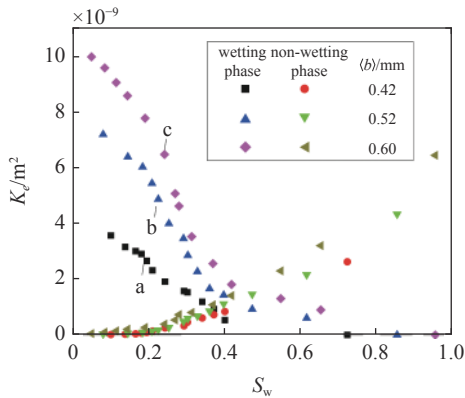 ×10⁻⁹
10
8
6
4
2
0
Kₑ/m²
wetting non-wetting
phase phase ⟨b⟩/mm
0.42
0.52
0.60
c
b
a
0 0.2 0.4 0.6 0.8 1.0
S_w